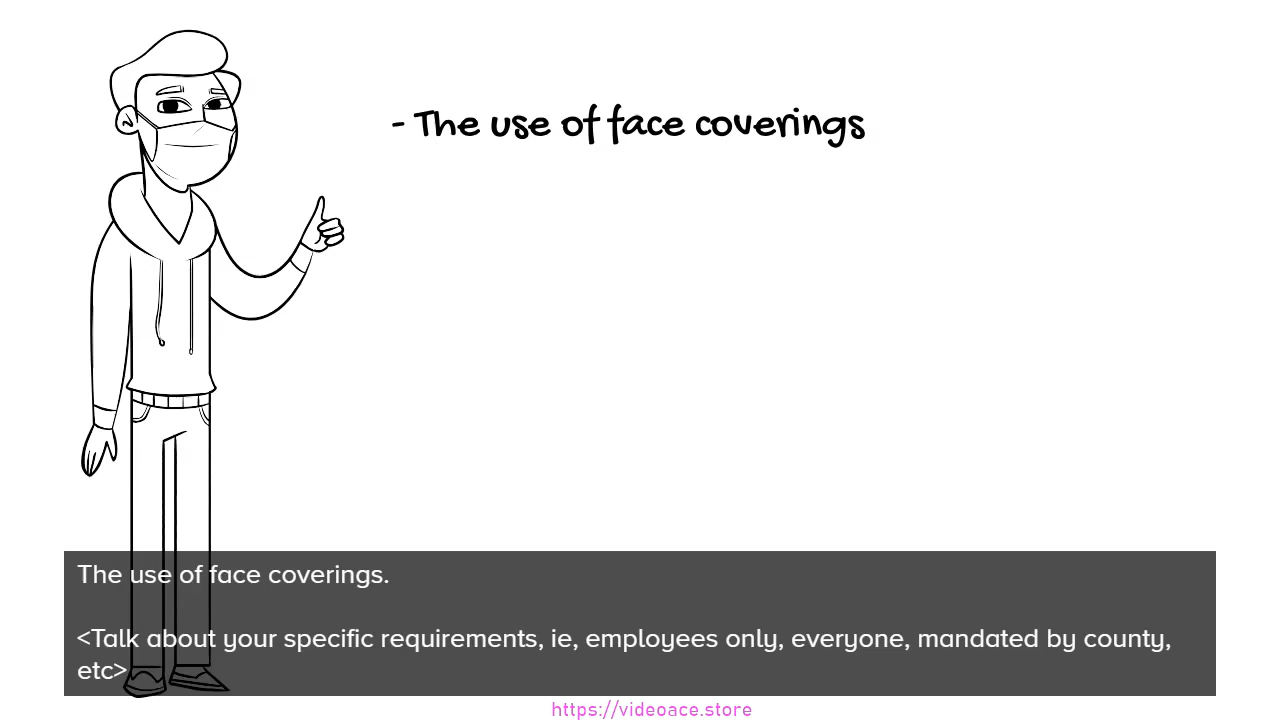 - The use of face coverings
The use of face coverings.
<Talk about your specific requirements, ie, employees only, everyone, mandated by county,
etc>
https://videoace.store